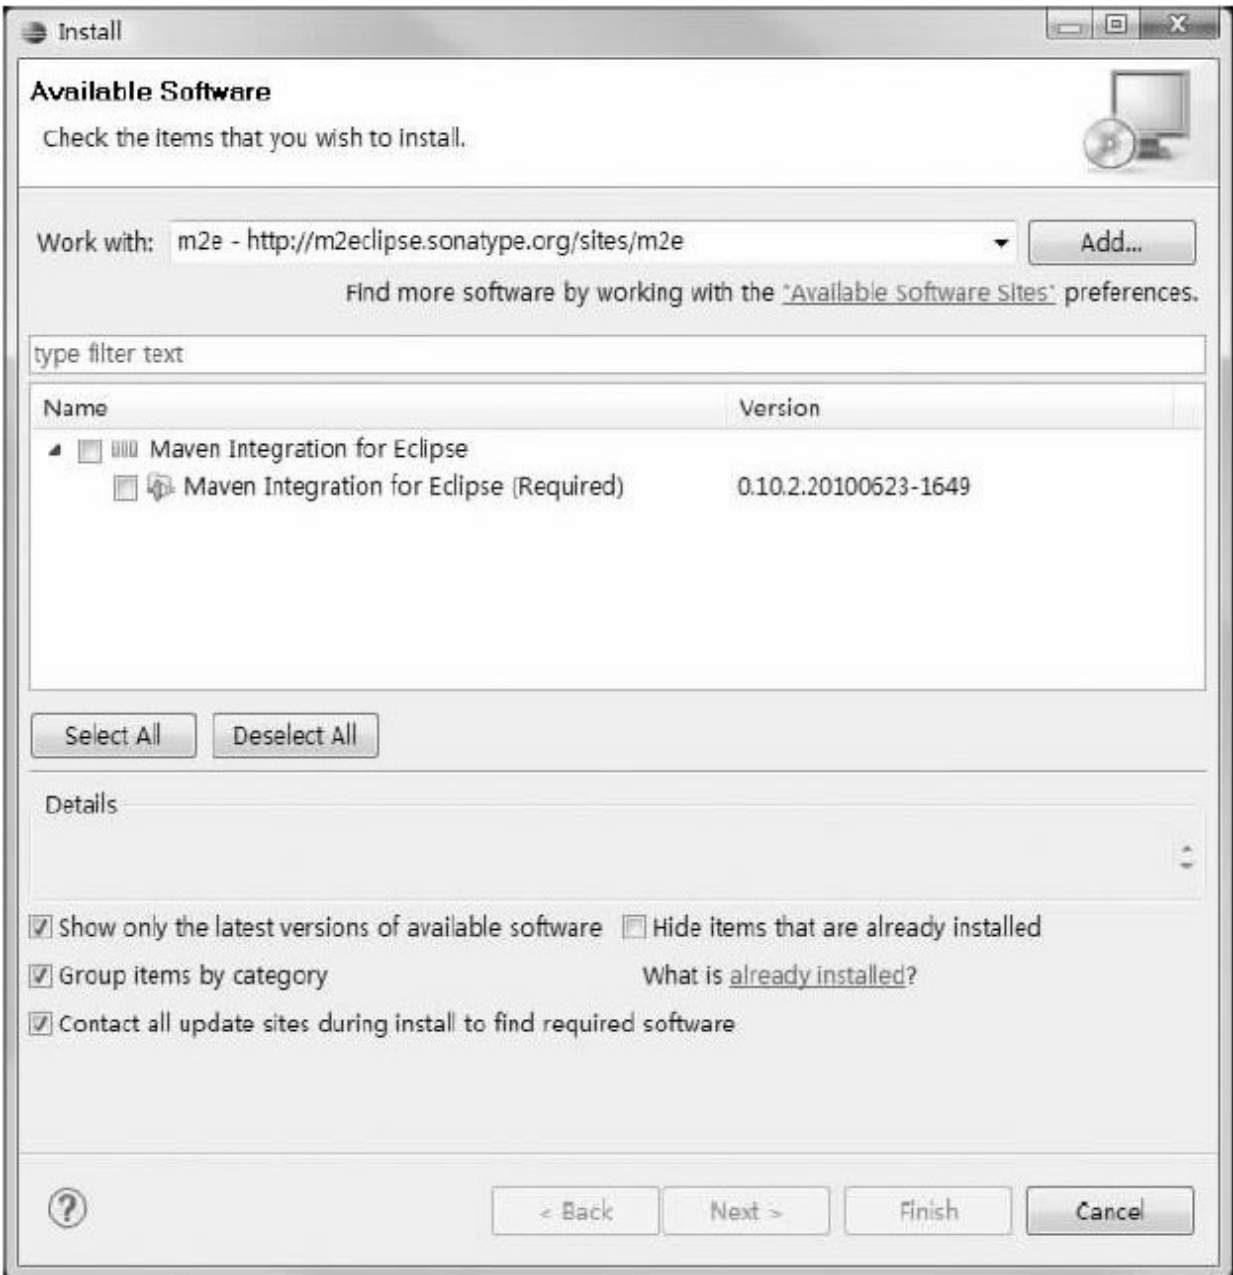 Install
Available Software
Check the items that you wish to install.
Work with: m2e - http://m2eclipse.sonatype.org/sites/m2e Add...
Find more software by working with the "Available Software Sites" preferences.
type filter text
Name Version
Maven Integration for Eclipse
Maven Integration for Eclipse (Required) 0.10.2.20100623-1649
Select All Deselect All
Details
Show only the latest versions of available software Hide items that are already installed
Group items by category What is already installed?
Contact all update sites during install to find required software
? < Back Next > Finish Cancel